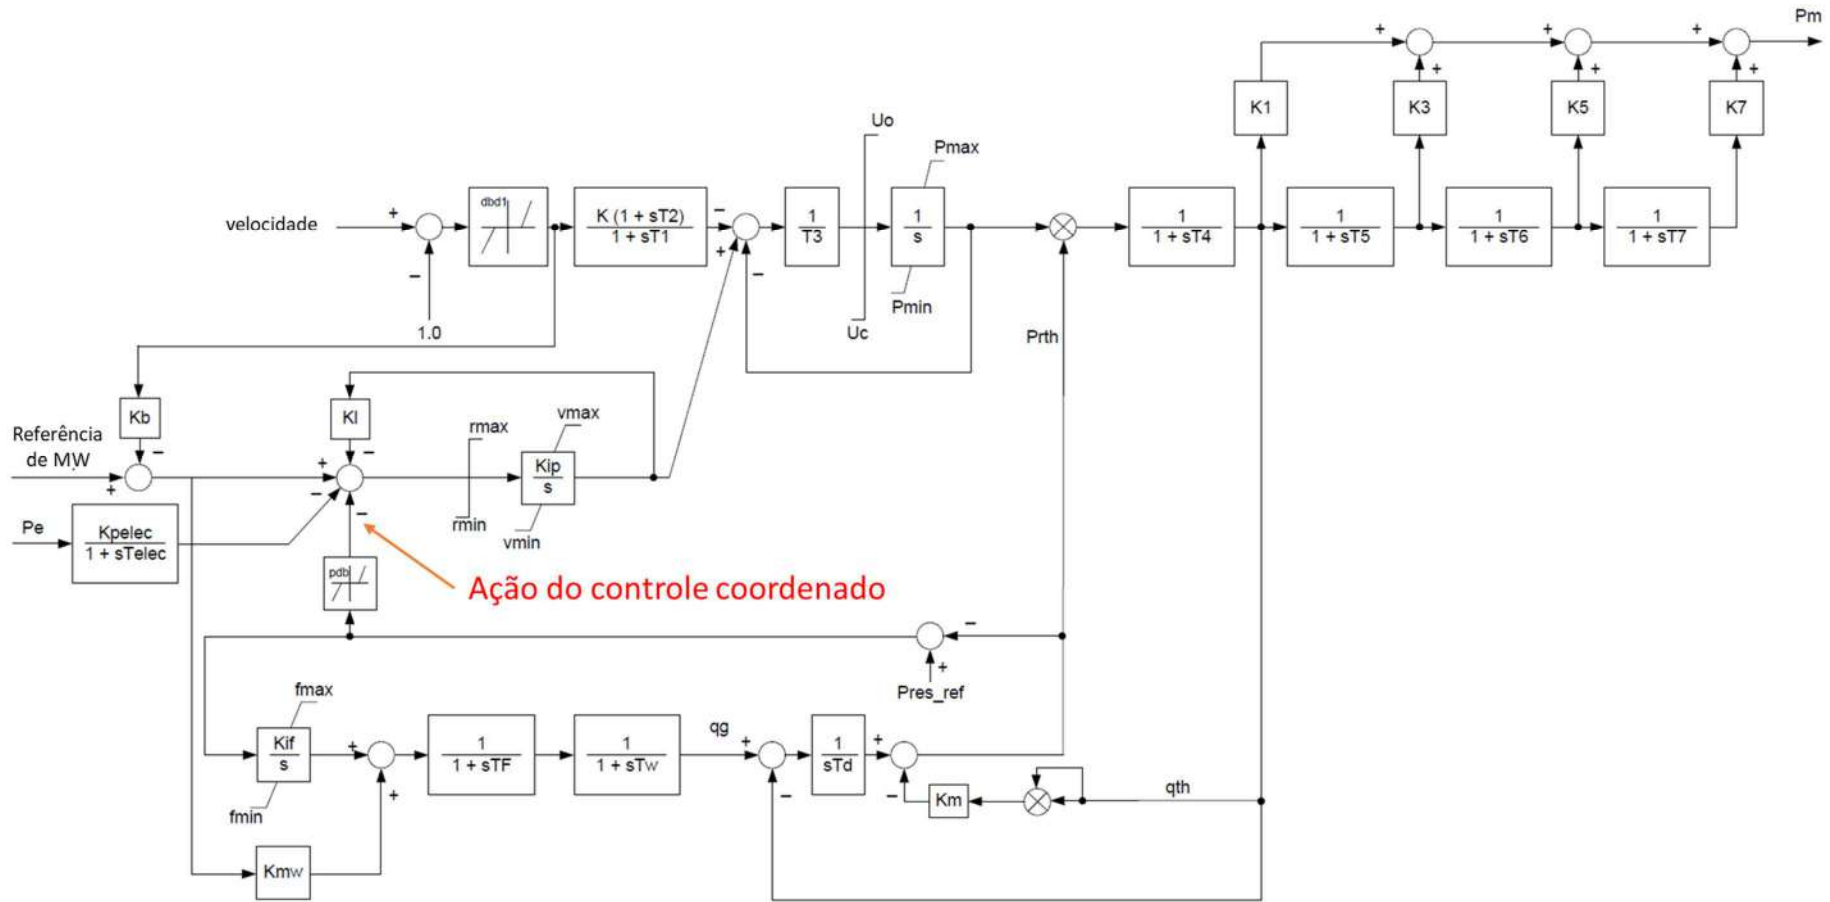 Pm
+
+
+
+
+
+
K1
K3
K5
K7
Uo
Pmax
velocidade
+
dbd1
K (1 + sT2)
1 + sT1
−
+
−
1
T3
1
s
1
1 + sT4
1
1 + sT5
1
1 + sT6
1
1 + sT7
−
1.0
Uc
Pmin
Prth
Kb
Kl
Referência
de MW
−
+
−
+
−
−
rmax
rmin
vmax
Kip
s
vmin
Pe
Kpelec
1 + sTelec
pdb
Ação do controle coordenado
−
+
Pres_ref
fmax
Kif
s
fmin
+
+
1
1 + sTF
1
1 + sTw
qg
+
−
1
sTd
+
−
Km
qth
Kmw